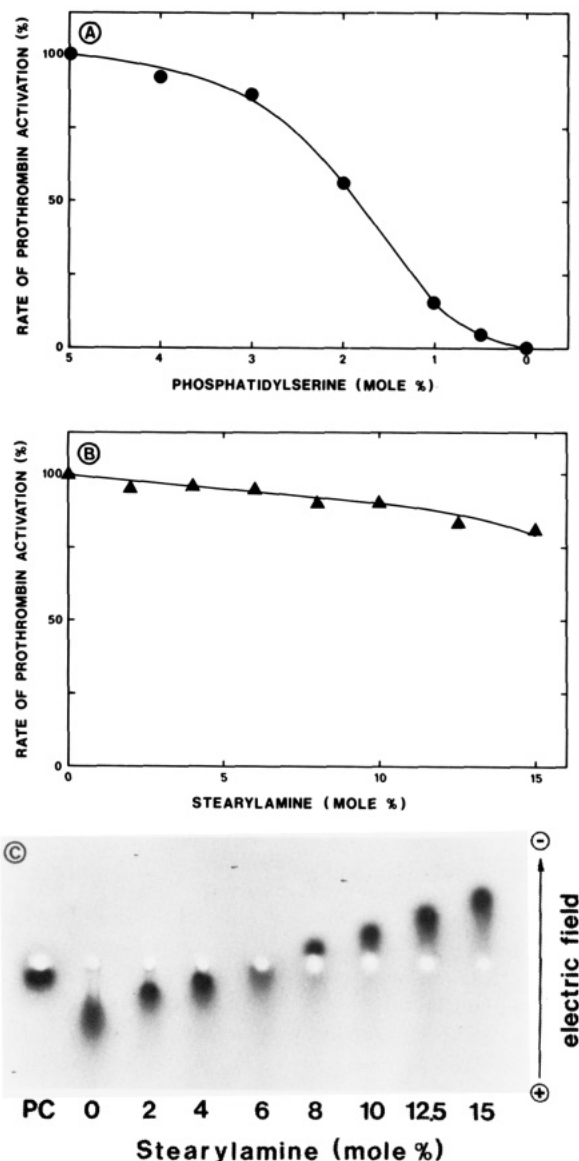 A
RATE OF PROTHROMBIN ACTIVATION (%)
100
50
0
5 4 3 2 1 0
PHOSPHATIDYLSERINE (MOLE %)
B
RATE OF PROTHROMBIN ACTIVATION (%)
100
50
0
0 5 10 15
STEARYLAMINE (MOLE %)
C
−
electric field
+
PC 0 2 4 6 8 10 12,5 15
Stearylamine (mole %)